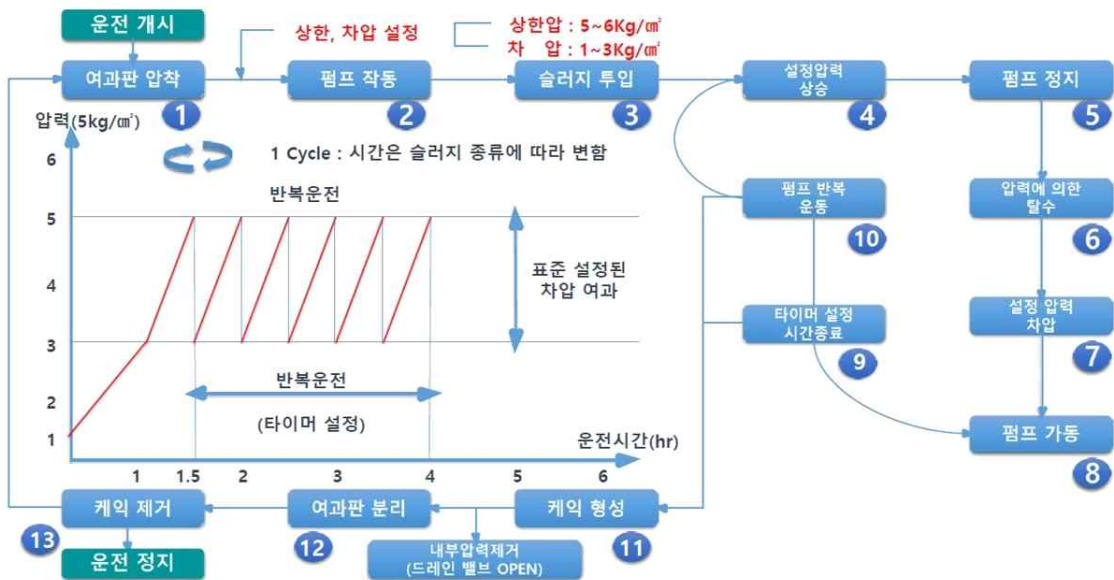 운전 개시
상한, 차압 설정
상한압 : 5~6Kg/㎠
차 압 : 1~3Kg/㎠
여과판 압착
1
펌프 작동
2
슬러지 투입
3
설정압력
상승
4
펌프 정지
5
압력(5kg/㎠)
1 Cycle : 시간은 슬러지 종류에 따라 변함
6
반복운전
5
4
3
2
1
표준 설정된
차압 여과
반복운전
(타이머 설정)
운전시간(hr)
1
1.5
2
3
4
5
6
펌프 반복
운동
10
압력에 의한
탈수
6
타이머 설정
시간종료
9
설정 압력
차압
7
펌프 가동
8
케익 제거
13
여과판 분리
12
케익 형성
11
운전 정지
내부압력제거
(드레인 밸브 OPEN)